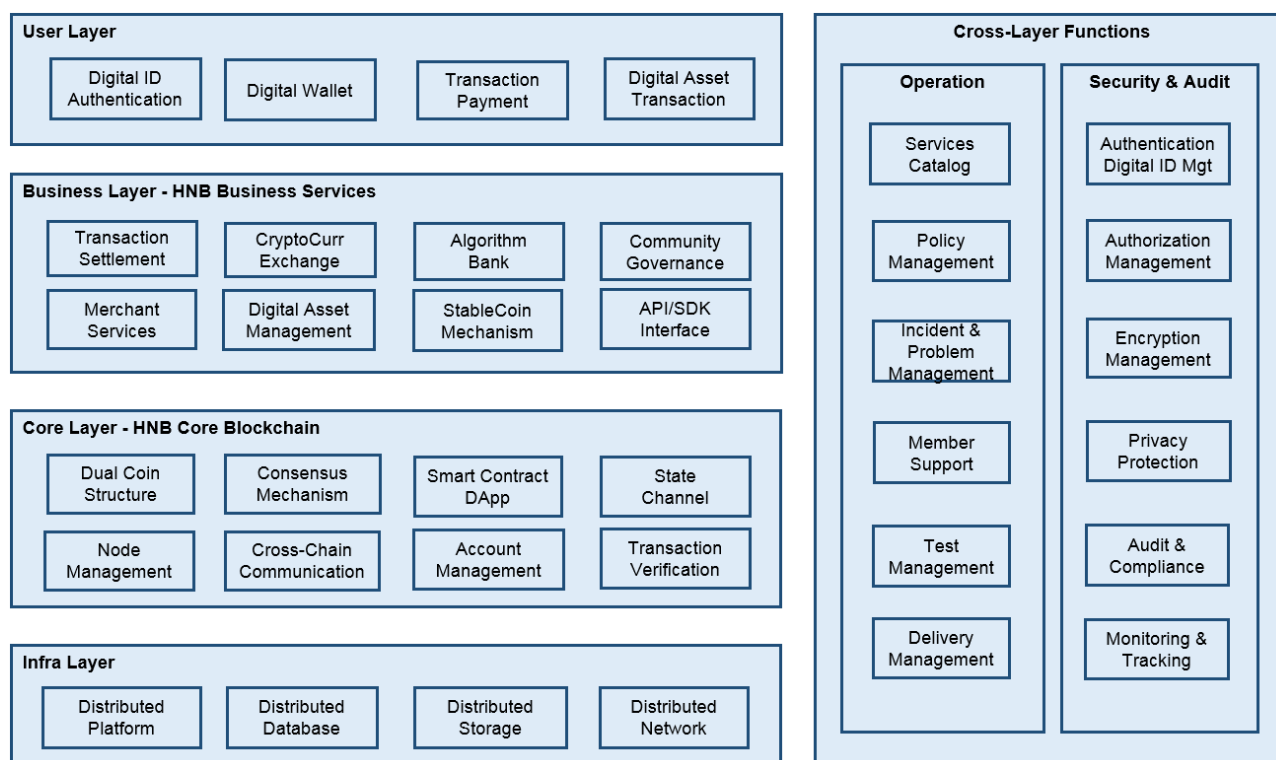 User Layer
Digital ID
Authentication
Digital Wallet
Transaction
Payment
Digital Asset
Transaction
Business Layer - HNB Business Services
Transaction
Settlement
CryptoCurr
Exchange
Algorithm
Bank
Community
Governance
Merchant
Services
Digital Asset
Management
StableCoin
Mechanism
API/SDK
Interface
Core Layer - HNB Core Blockchain
Dual Coin
Structure
Consensus
Mechanism
Smart Contract
DApp
State
Channel
Node
Management
Cross-Chain
Communication
Account
Management
Transaction
Verification
Infra Layer
Distributed
Platform
Distributed
Database
Distributed
Storage
Distributed
Network
Cross-Layer Functions
Operation
Services
Catalog
Policy
Management
Incident &
Problem
Management
Member
Support
Test
Management
Delivery
Management
Security & Audit
Authentication
Digital ID Mgt
Authorization
Management
Encryption
Management
Privacy
Protection
Audit &
Compliance
Monitoring &
Tracking